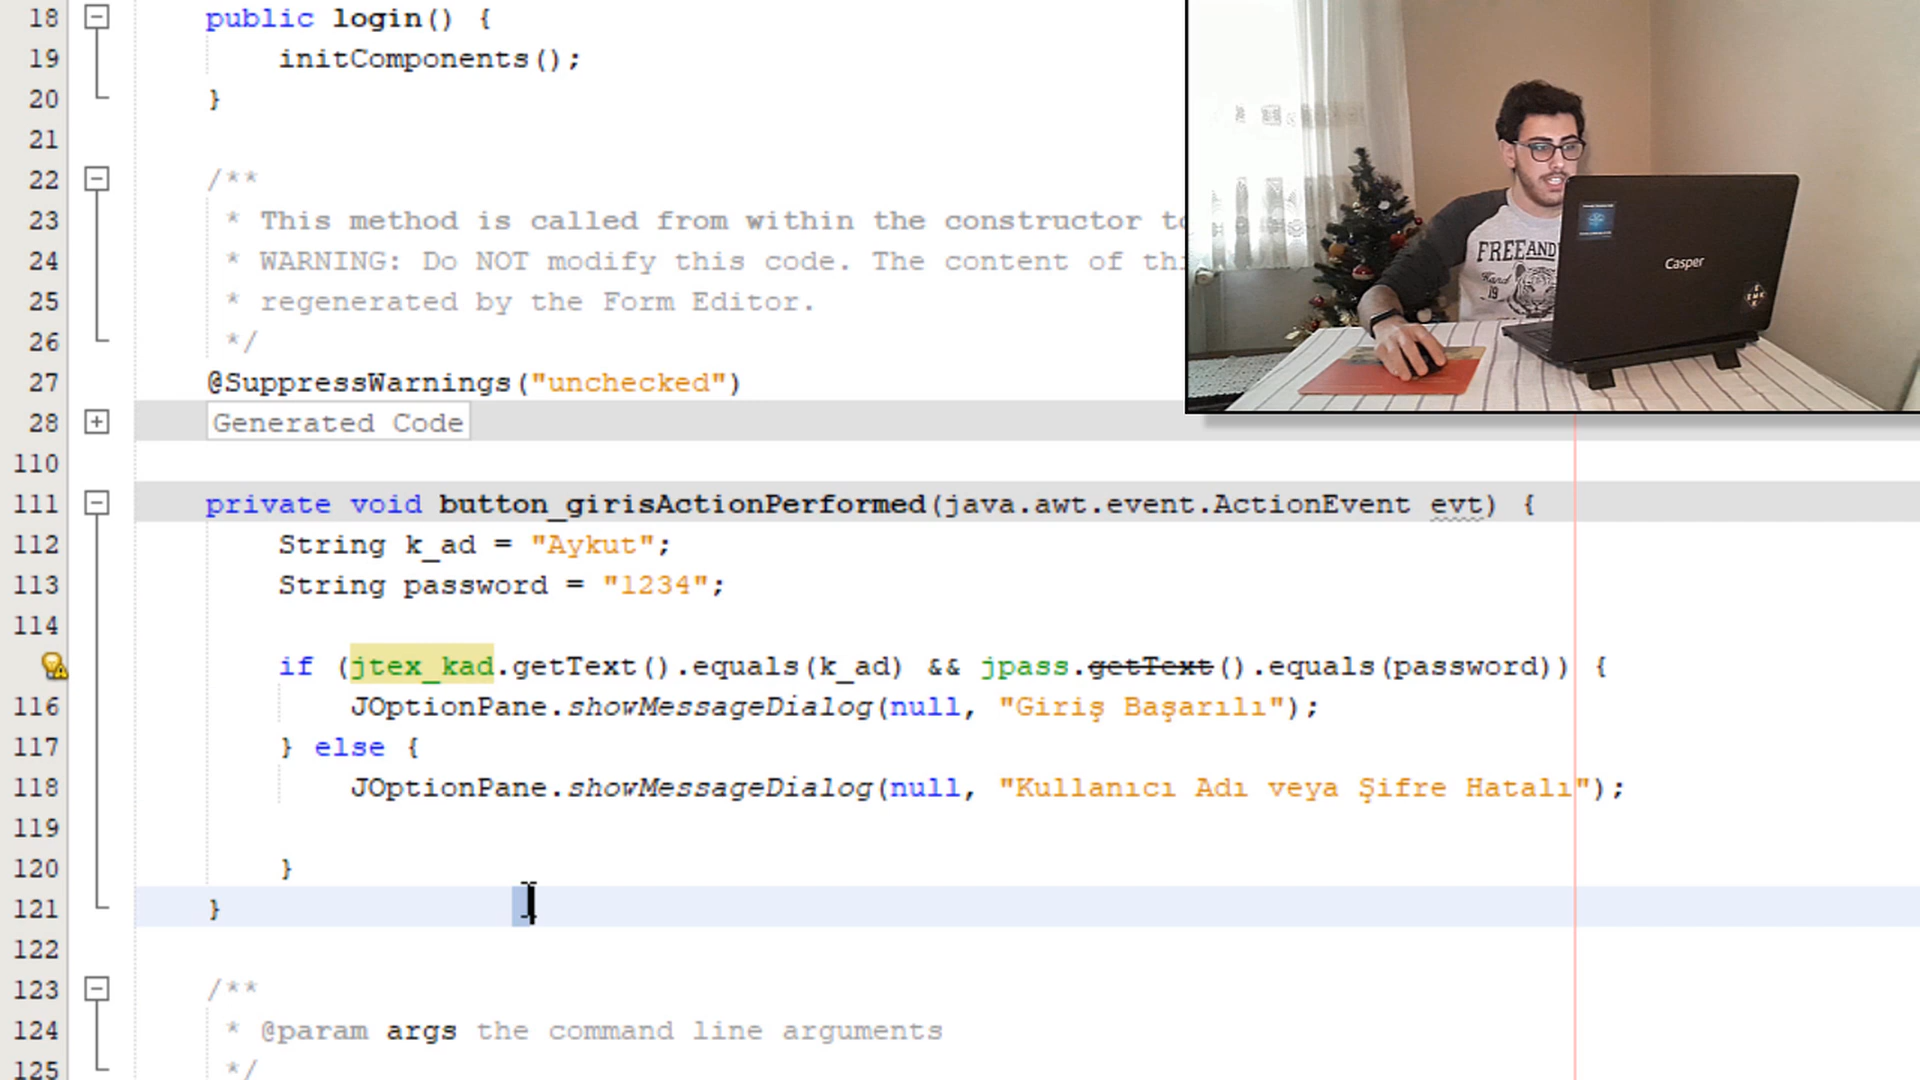 18 public login() {
19 initComponents();
20 }
21
22 /**
23 * This method is called from within the constructor to
24 * WARNING: Do NOT modify this code. The content of thi
25 * regenerated by the Form Editor.
26 */
27 @SuppressWarnings("unchecked")
28 Generated Code
110
111 private void button_girisActionPerformed(java.awt.event.ActionEvent evt) {
112 String k_ad = "Aykut";
113 String password = "1234";
114
if (jtex_kad.getText().equals(k_ad) && jpass.getText().equals(password)) {
116 JOptionPane.showMessageDialog(null, "Giriş Başarılı");
117 } else {
118 JOptionPane.showMessageDialog(null, "Kullanıcı Adı veya Şifre Hatalı");
119
120 }
121 }
122
123 /**
124 * @param args the command line arguments
125 */
FREE AND
Hand
19
Casper